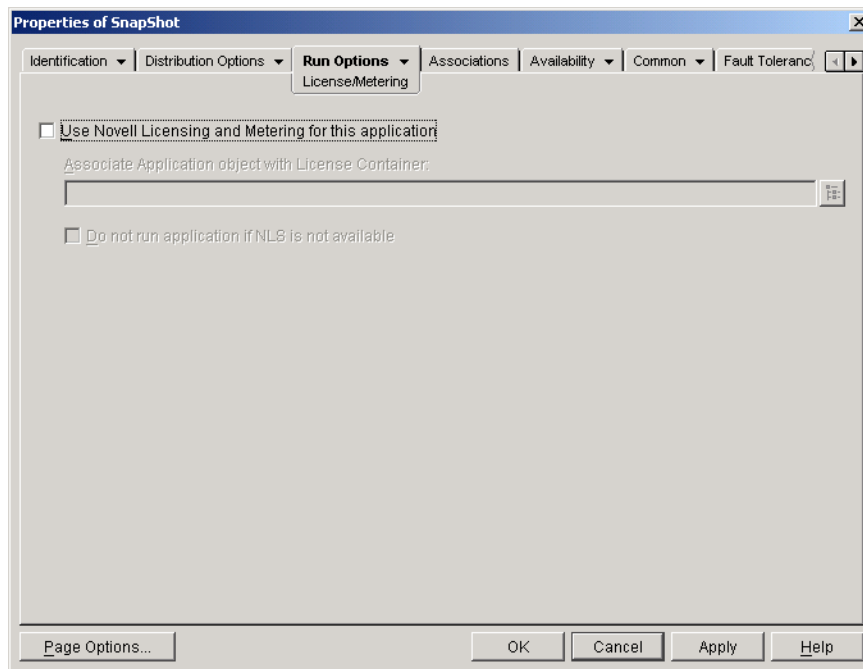 Properties of SnapShot
Identification Distribution Options Run Options Associations Availability Common Fault Toleranc
License/Metering
Use Novell Licensing and Metering for this application
Associate Application object with License Container:
Do not run application if NLS is not available
Page Options... OK Cancel Apply Help